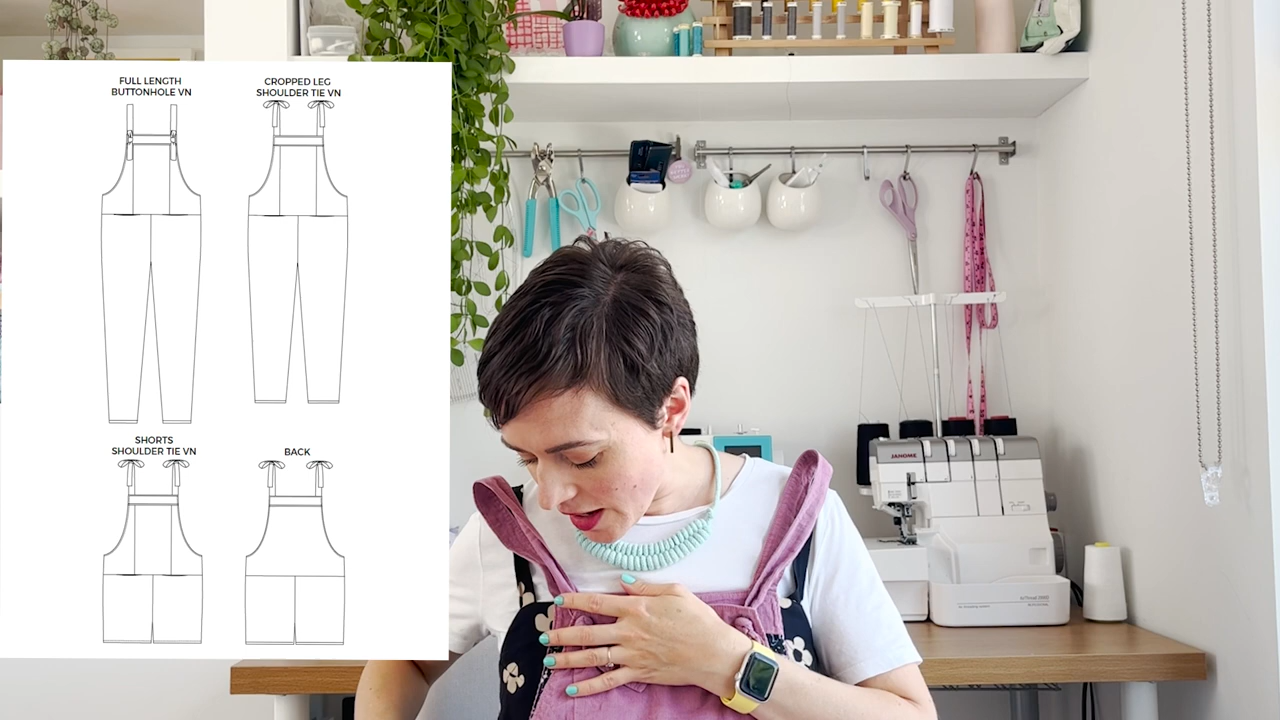 FULL LENGTH
BUTTONHOLE VN
CROPPED LEG
SHOULDER TIE VN
SHORTS
SHOULDER TIE VN
BACK
JANOME